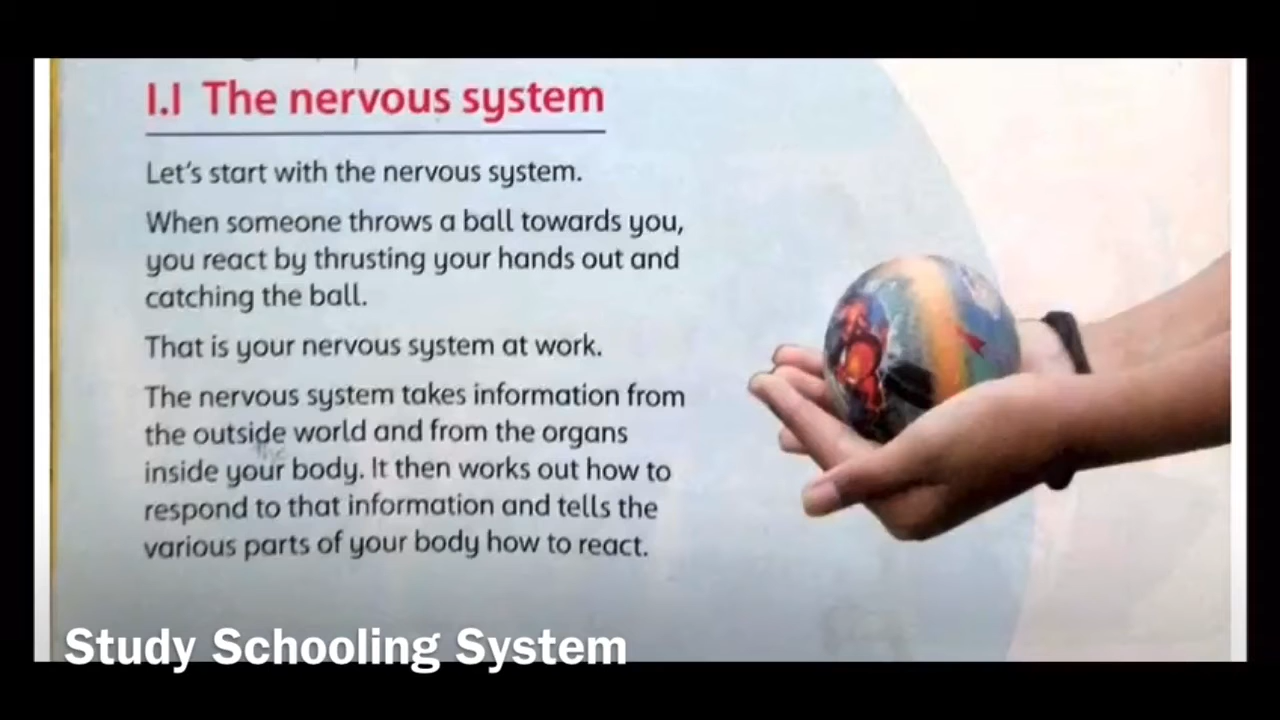 1.1 The nervous system
Let's start with the nervous system.
When someone throws a ball towards you,
you react by thrusting your hands out and
catching the ball.
That is your nervous system at work.
The nervous system takes information from
the outside world and from the organs
inside your body. It then works out how to
respond to that information and tells the
various parts of your body how to react.
Study Schooling System